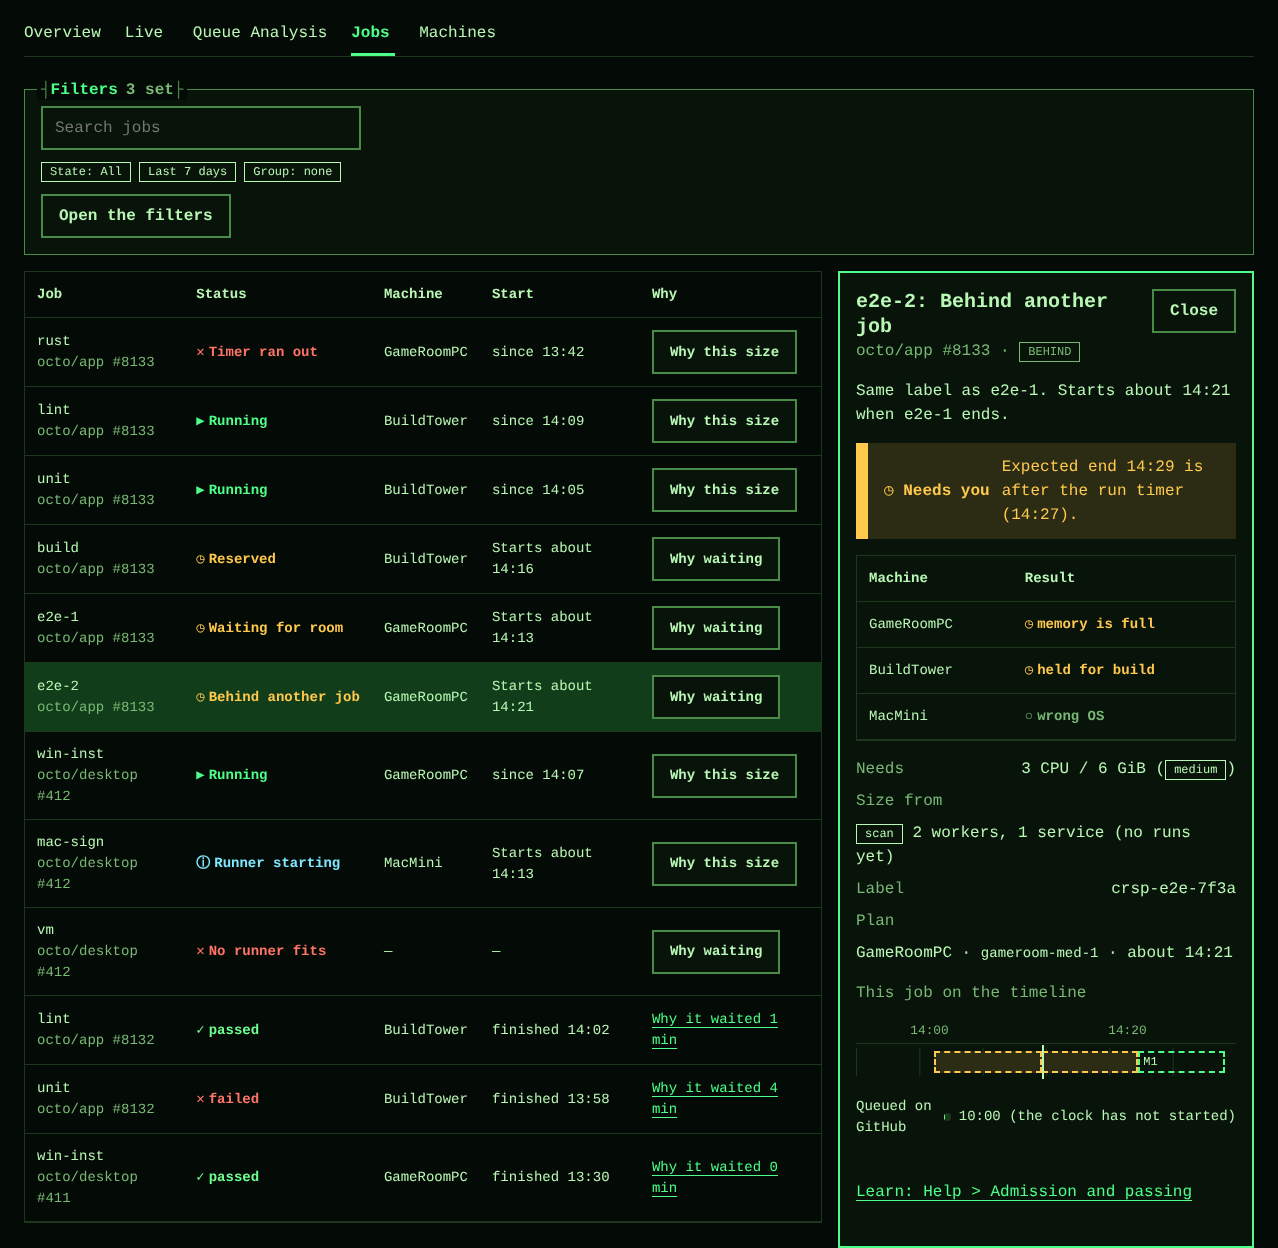 Overview Live Queue Analysis Jobs Machines
Filters 3 set
Search jobs
State: All Last 7 days Group: none
Open the filters
Job Status Machine Start Why
rust
octo/app #8133
✕ Timer ran out GameRoomPC since 13:42 Why this size
lint
octo/app #8133
▶ Running BuildTower since 14:09 Why this size
unit
octo/app #8133
▶ Running BuildTower since 14:05 Why this size
build
octo/app #8133
◷ Reserved BuildTower Starts about
14:16
Why waiting
e2e-1
octo/app #8133
◷ Waiting for room GameRoomPC Starts about
14:13
Why waiting
e2e-2
octo/app #8133
◷ Behind another job GameRoomPC Starts about
14:21
Why waiting
win-inst
octo/desktop
#412
▶ Running GameRoomPC since 14:07 Why this size
mac-sign
octo/desktop
#412
ⓘ Runner starting MacMini Starts about
14:13
Why this size
vm
octo/desktop
#412
✕ No runner fits — — Why waiting
lint
octo/app #8132
✓ passed BuildTower finished 14:02 Why it waited 1
min
unit
octo/app #8132
✕ failed BuildTower finished 13:58 Why it waited 4
min
win-inst
octo/desktop
#411
✓ passed GameRoomPC finished 13:30 Why it waited 0
min
e2e-2: Behind another
job
Close
octo/app #8133 · BEHIND
Same label as e2e-1. Starts about 14:21
when e2e-1 ends.
◷ Needs you
Expected end 14:29 is
after the run timer
(14:27).
Machine Result
GameRoomPC ◷ memory is full
BuildTower ◷ held for build
MacMini ○ wrong OS
Needs 3 CPU / 6 GiB (medium)
Size from
scan 2 workers, 1 service (no runs
yet)
Label crsp-e2e-7f3a
Plan
GameRoomPC · gameroom-med-1 · about 14:21
This job on the timeline
14:00 14:20
M1
Queued on
GitHub
10:00 (the clock has not started)
Learn: Help > Admission and passing